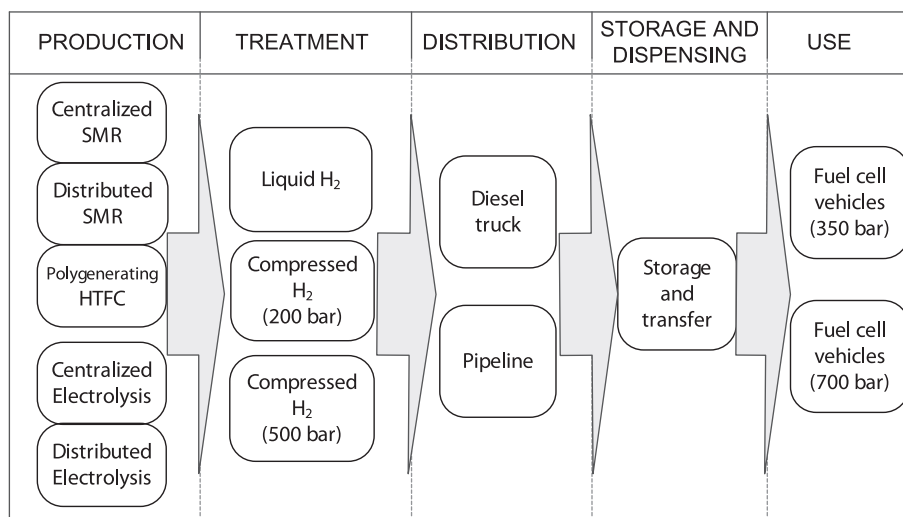 PRODUCTION
TREATMENT
DISTRIBUTION
STORAGE AND
DISPENSING
USE
Centralized
SMR
Distributed
SMR
Polygenerating
HTFC
Centralized
Electrolysis
Distributed
Electrolysis
Liquid H₂
Compressed
H₂
(200 bar)
Compressed
H₂
(500 bar)
Diesel
truck
Pipeline
Storage
and
transfer
Fuel cell
vehicles
(350 bar)
Fuel cell
vehicles
(700 bar)